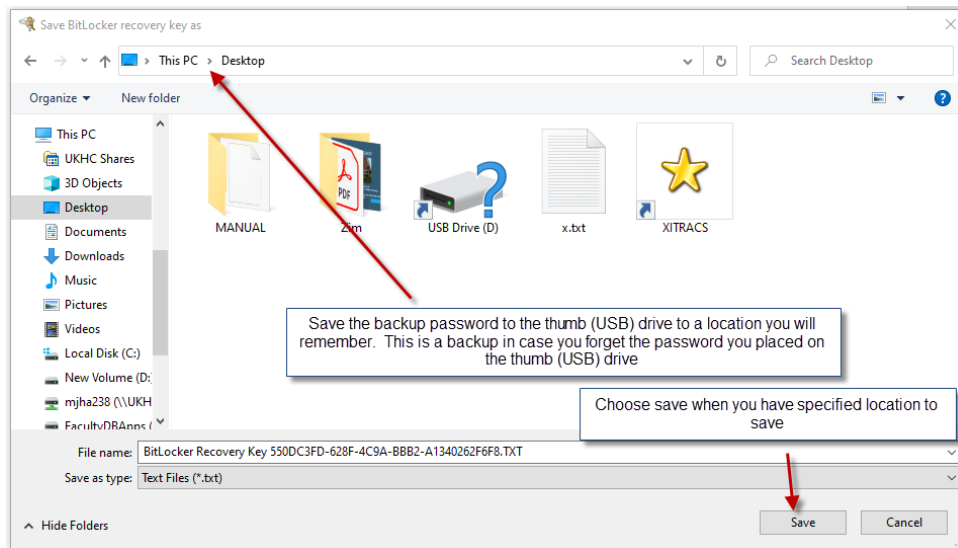 Save BitLocker recovery key as
This PC > Desktop
Search Desktop
Organize
New folder
This PC
UKHC Shares
3D Objects
Desktop
Documents
Downloads
Music
Pictures
Videos
Local Disk (C:)
New Volume (D:
mjha238 (\\UKH
FacultyDBApps (
PDF
MANUAL
Zim
USB Drive (D)
x.txt
XITRACS
Save the backup password to the thumb (USB) drive to a location you will
remember. This is a backup in case you forget the password you placed on
the thumb (USB) drive
Choose save when you have specified location to
save
File name: BitLocker Recovery Key 550DC3FD-628F-4C9A-BBB2-A1340262F6F8.TXT
Save as type: Text Files (*.txt)
Hide Folders
Save
Cancel